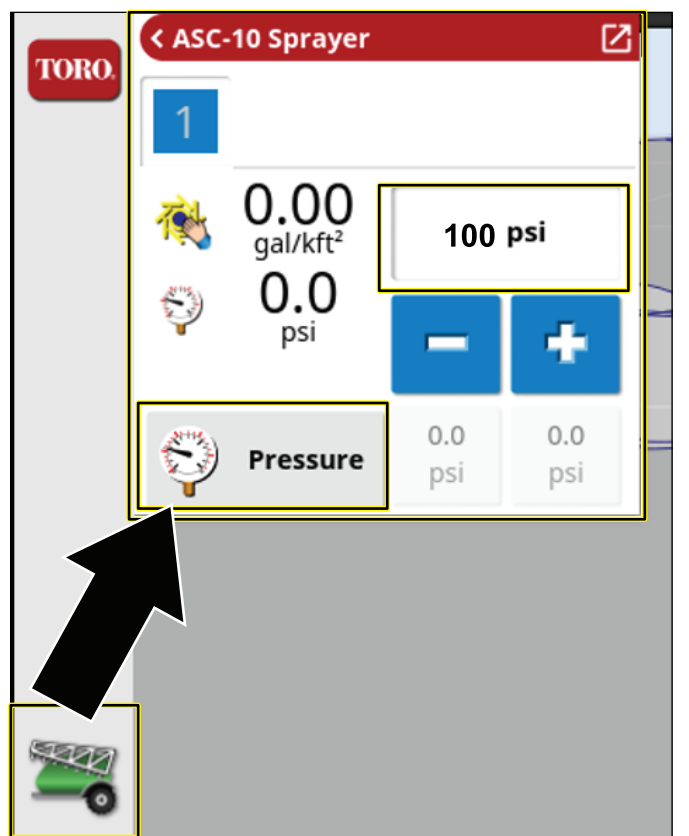 TORO.
ASC-10 Sprayer
1
0.00
gal/kft²
100 psi
0.0
psi
Pressure
0.0
psi
0.0
psi